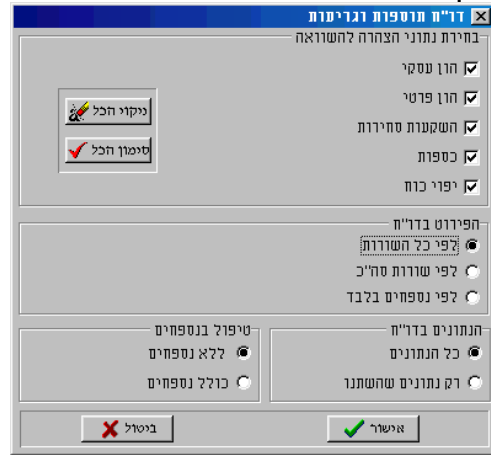 דו"ח תוספות וגריעות
בחירת נתוני הצהרה להשוואה
הון עסקי
הון פרטי
השקעות סחירות
כספות
יפוי כוח
ניקוי הכל
סימון הכל
הפירוט בדו"ח
לפי כל השורות
לפי שורות סה"כ
לפי נספחים בלבד
הנתונים בדו"ח
כל הנתונים
רק נתונים שהשתנו
טיפול בנספחים
ללא נספחים
כולל נספחים
אישור
ביטול